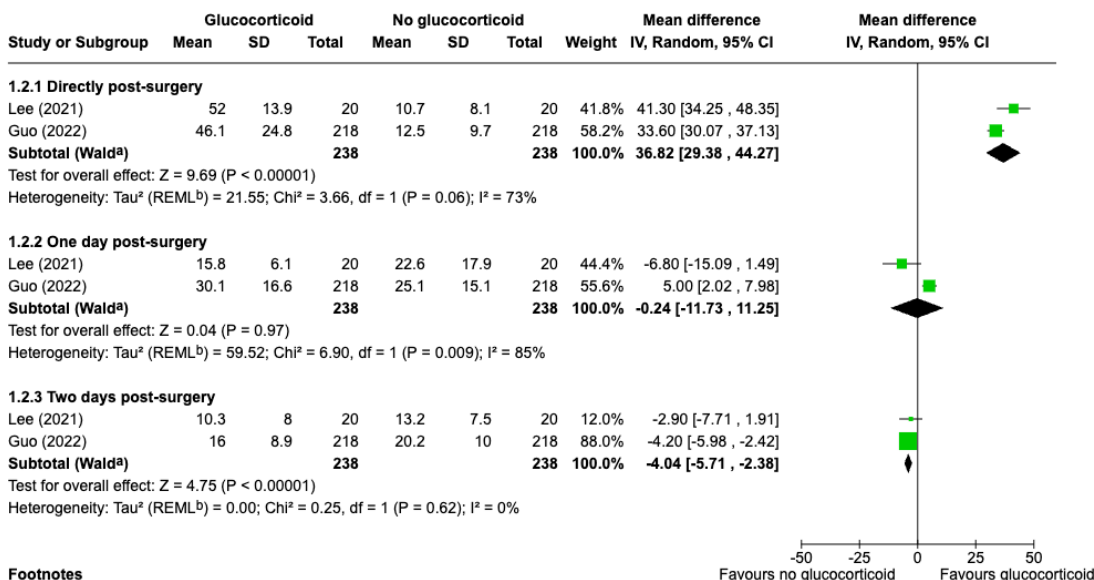 Glucocorticoid No glucocorticoid Mean difference Mean difference
Study or Subgroup Mean SD Total Mean SD Total Weight IV, Random, 95% CI IV, Random, 95% CI
1.2.1 Directly post-surgery
Lee (2021) 52 13.9 20 10.7 8.1 20 41.8% 41.30 [34.25 , 48.35]
Guo (2022) 46.1 24.8 218 12.5 9.7 218 58.2% 33.60 [30.07 , 37.13]
Subtotal (Waldᵃ) 238 238 100.0% 36.82 [29.38 , 44.27]
Test for overall effect: Z = 9.69 (P < 0.00001)
Heterogeneity: Tau² (REMLᵇ) = 21.55; Chi² = 3.66, df = 1 (P = 0.06); I² = 73%
1.2.2 One day post-surgery
Lee (2021) 15.8 6.1 20 22.6 17.9 20 44.4% -6.80 [-15.09 , 1.49]
Guo (2022) 30.1 16.6 218 25.1 15.1 218 55.6% 5.00 [2.02 , 7.98]
Subtotal (Waldᵃ) 238 238 100.0% -0.24 [-11.73 , 11.25]
Test for overall effect: Z = 0.04 (P = 0.97)
Heterogeneity: Tau² (REMLᵇ) = 59.52; Chi² = 6.90, df = 1 (P = 0.009); I² = 85%
1.2.3 Two days post-surgery
Lee (2021) 10.3 8 20 13.2 7.5 20 12.0% -2.90 [-7.71 , 1.91]
Guo (2022) 16 8.9 218 20.2 10 218 88.0% -4.20 [-5.98 , -2.42]
Subtotal (Waldᵃ) 238 238 100.0% -4.04 [-5.71 , -2.38]
Test for overall effect: Z = 4.75 (P < 0.00001)
Heterogeneity: Tau² (REMLᵇ) = 0.00; Chi² = 0.25, df = 1 (P = 0.62); I² = 0%
-50 -25 0 25 50
Footnotes Favours no glucocorticoid Favours glucocorticoid